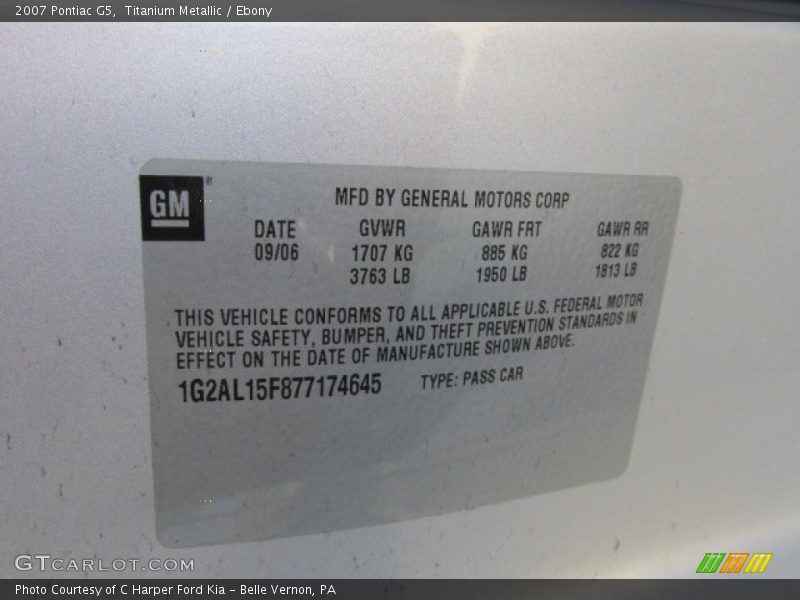 2007 Pontiac G5, Titanium Metallic / Ebony
GM
MFD BY GENERAL MOTORS CORP
DATE GVWR GAWR FRT GAWR RR
09/06 1707 KG 885 KG 822 KG
3763 LB 1950 LB 1813 LB
THIS VEHICLE CONFORMS TO ALL APPLICABLE U.S. FEDERAL MOTOR
VEHICLE SAFETY, BUMPER, AND THEFT PREVENTION STANDARDS IN
EFFECT ON THE DATE OF MANUFACTURE SHOWN ABOVE.
1G2AL15F877174645 TYPE: PASS CAR
GTCARLOT.COM
Photo Courtesy of C Harper Ford Kia – Belle Vernon, PA